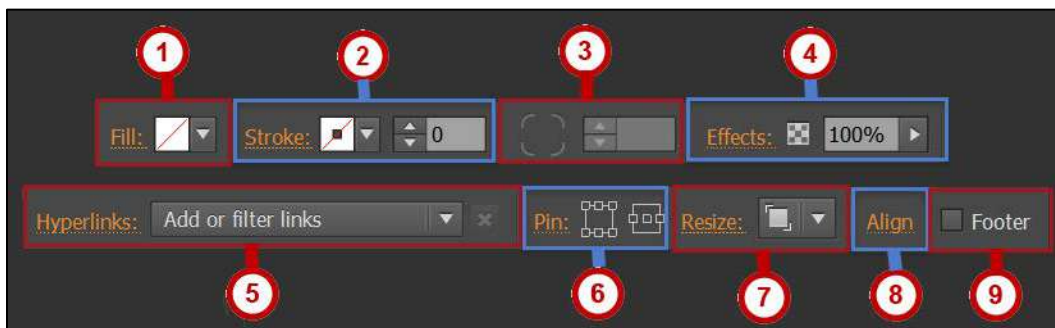 1 2 3 4
Fill: Stroke: 0 Effects: 100%
Hyperlinks: Add or filter links Pin: Resize: Align Footer
5 6 7 8 9